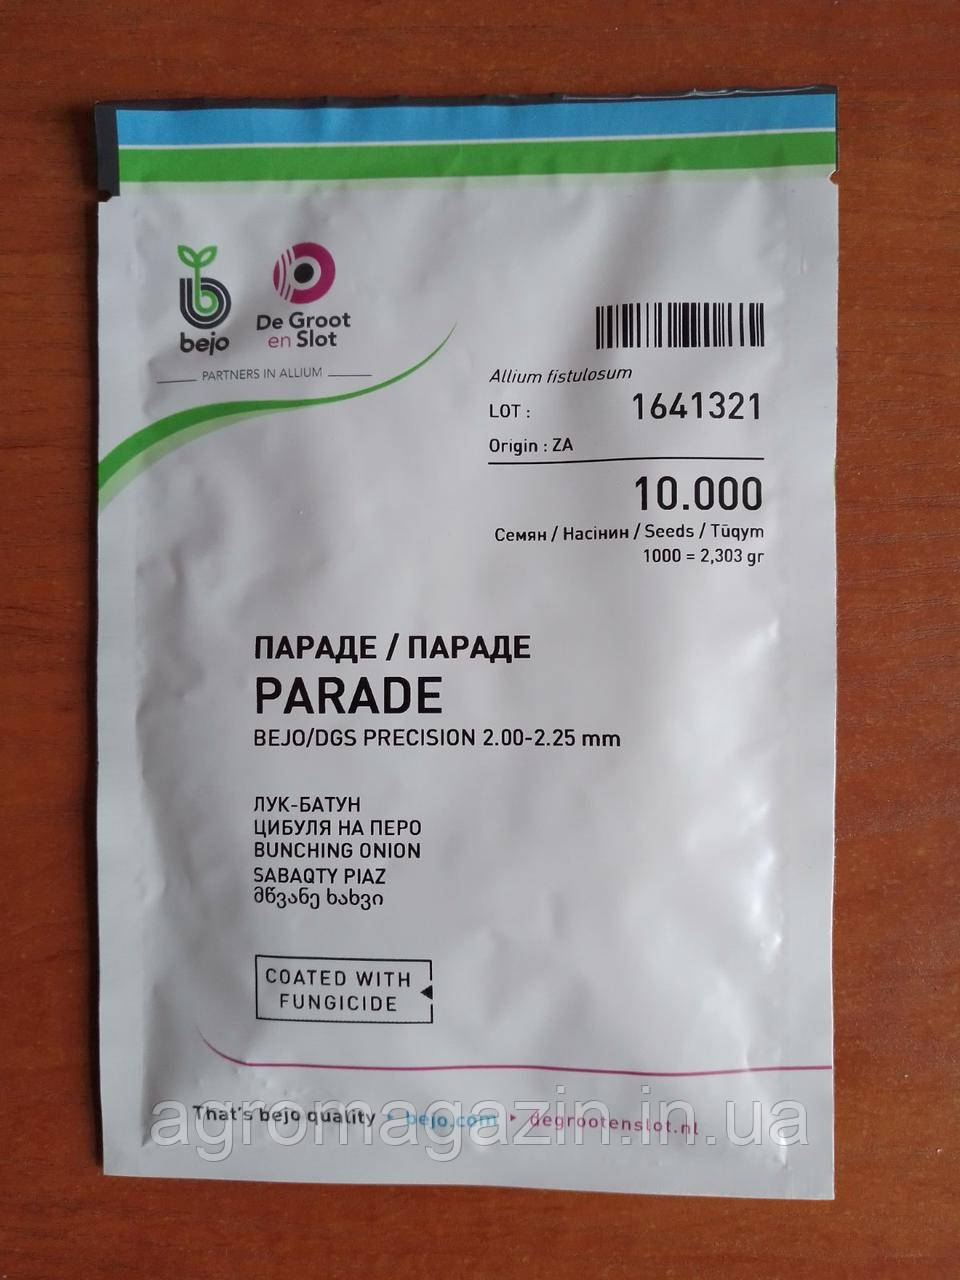 bejo
De Groot
en Slot
PARTNERS IN ALLIUM
Allium fistulosum
LOT : 1641321
Origin : ZA
10.000
Семян / Насінин / Seeds / Tūqym
1000 = 2,303 gr
ПАРАДЕ / ПАРАДЕ
PARADE
BEJO/DGS PRECISION 2.00-2.25 mm
ЛУК-БАТУН
ЦИБУЛЯ НА ПЕРО
BUNCHING ONION
SABAQTY PIAZ
მწვანე ხახვი
COATED WITH
FUNGICIDE
That's bejo quality bejo.com degrootenslot.nl
agromagazin.in.ua